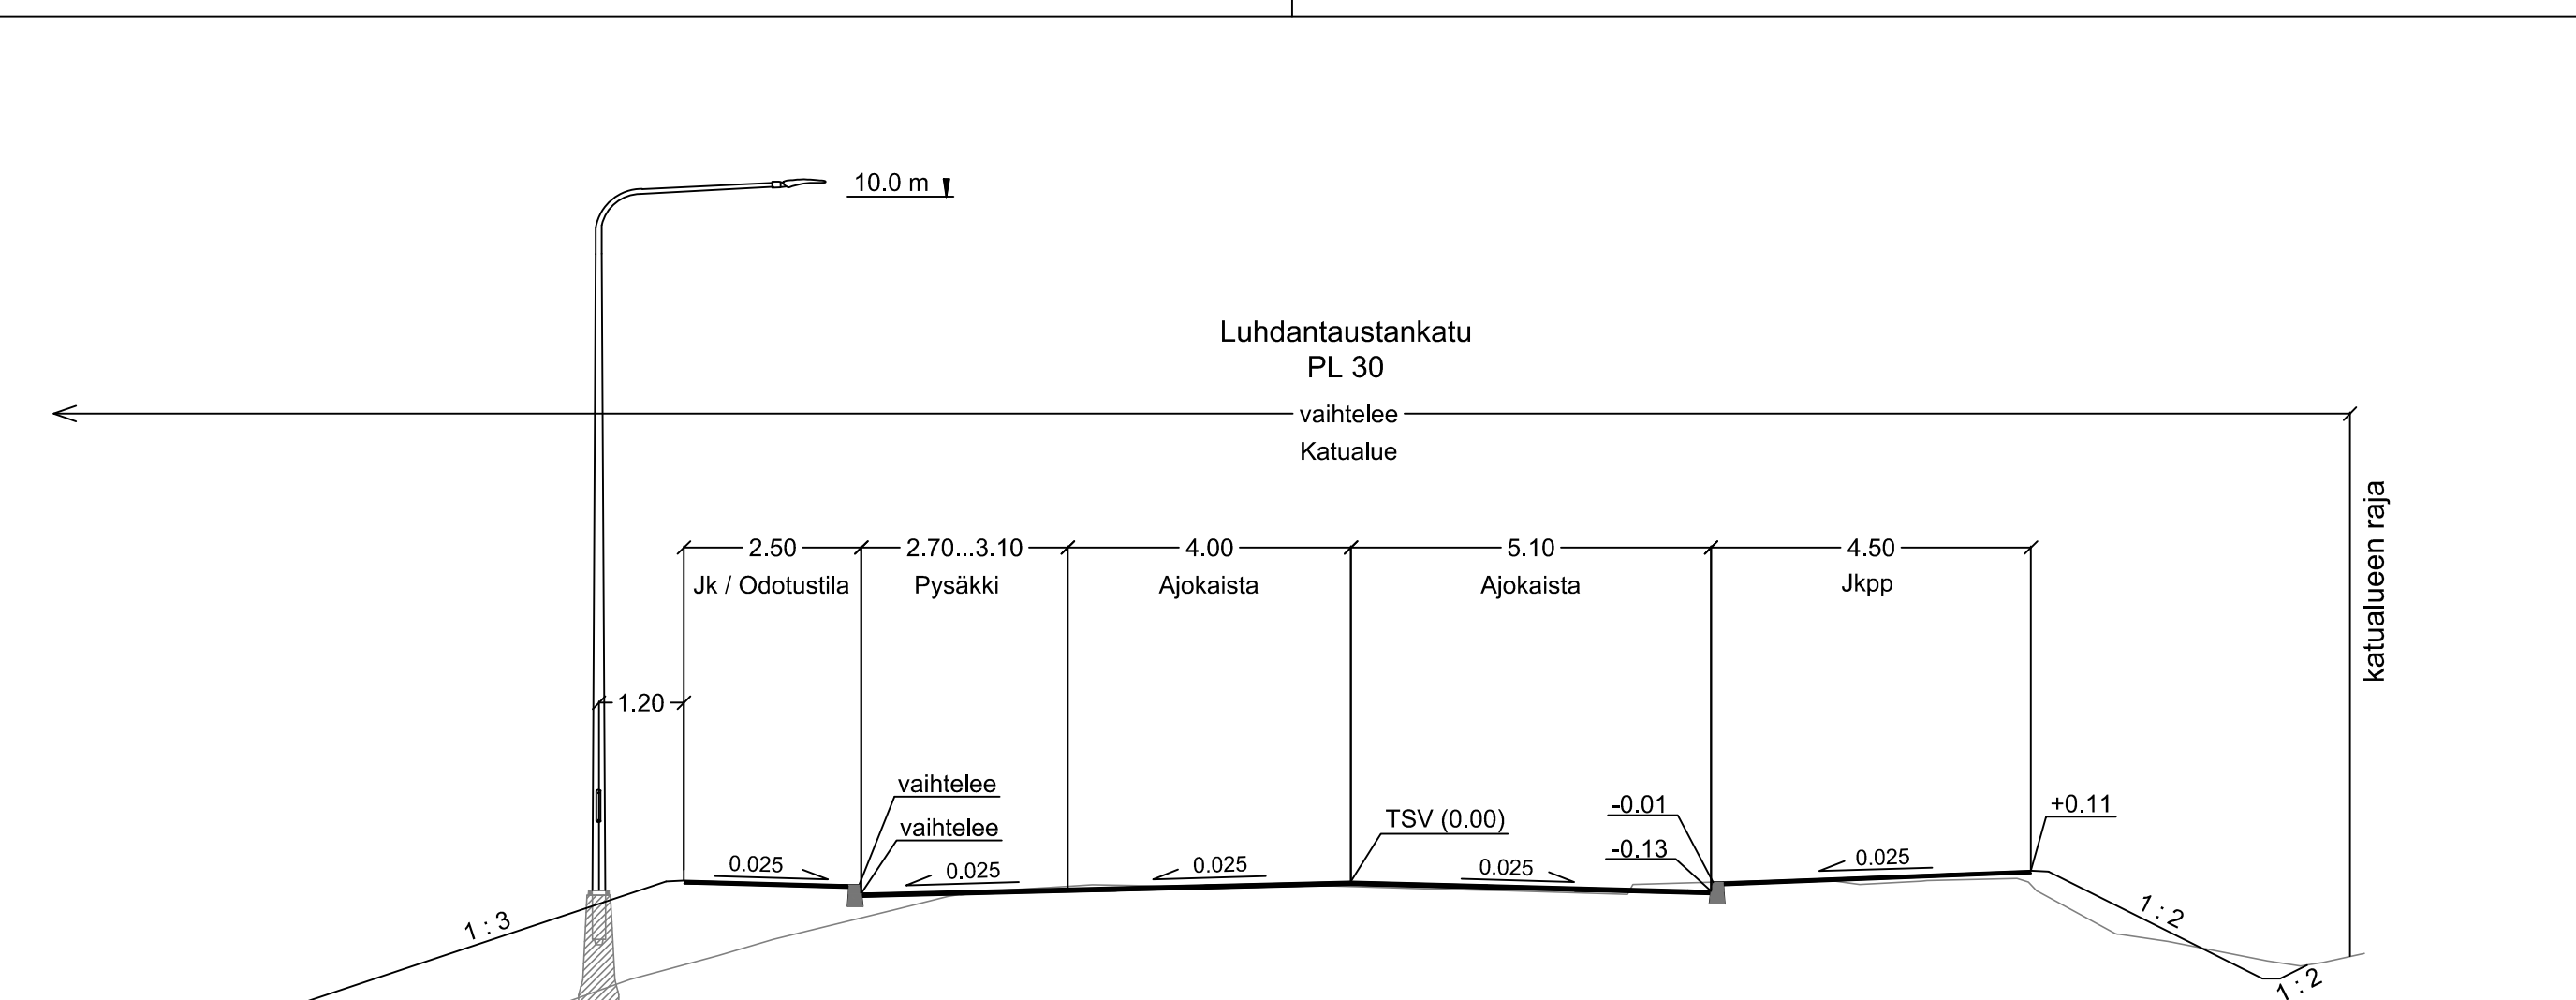 10.0 m
Luhdantaustankatu
PL 30
vaihtelee
Katualue
katualueen raja
2.50
2.70...3.10
4.00
5.10
4.50
Jk / Odotustila
Pysäkki
Ajokaista
Ajokaista
Jkpp
1.20
vaihtelee
vaihtelee
TSV (0.00)
-0.01
-0.13
+0.11
0.025
0.025
0.025
0.025
0.025
1 : 3
1 : 2
1 : 2